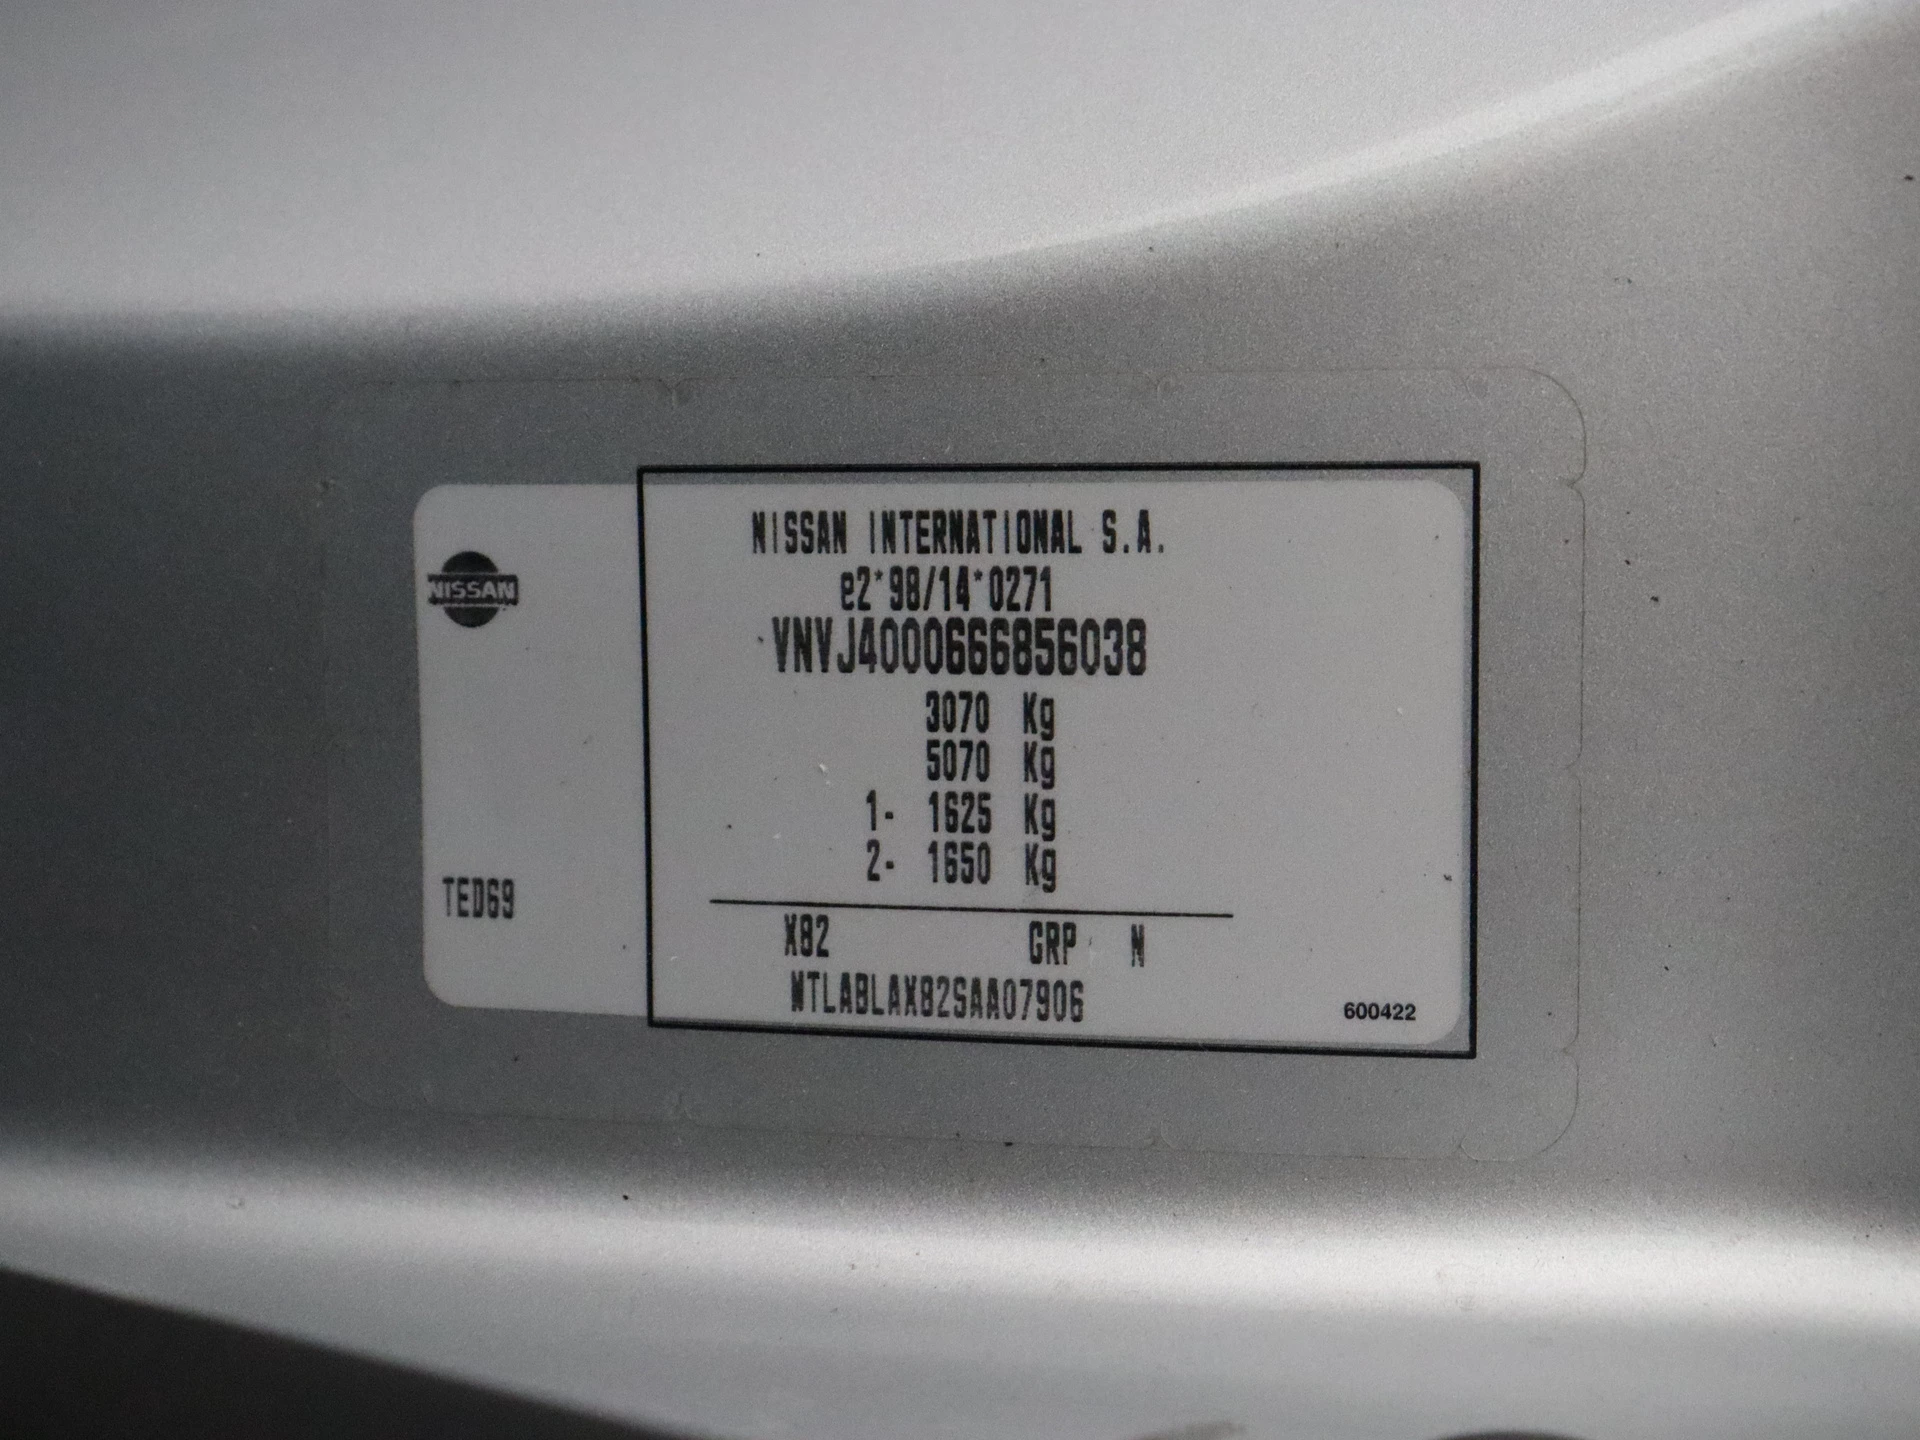 NISSAN INTERNATIONAL S.A.
e2*98/14*0271
VNVJ4000666856038
3070 Kg
5070 Kg
1- 1625 Kg
2- 1650 Kg
X82 GRP N
NTLABLAX82SAA07906
600422
NISSAN
TED69